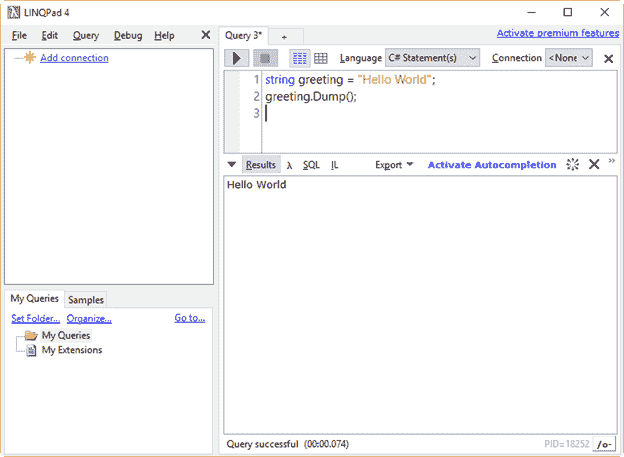 LINQPad 4
File Edit Query Debug Help
Add connection
My Queries Samples
Set Folder... Organize... Go to...
My Queries
My Extensions
Query 3* +
Activate premium features
Language C# Statement(s) Connection <None
1 string greeting = "Hello World";
2 greeting.Dump();
3
Results λ SQL IL Export Activate Autocompletion
Hello World
Query successful (00:00.074) PID=18252 /o-